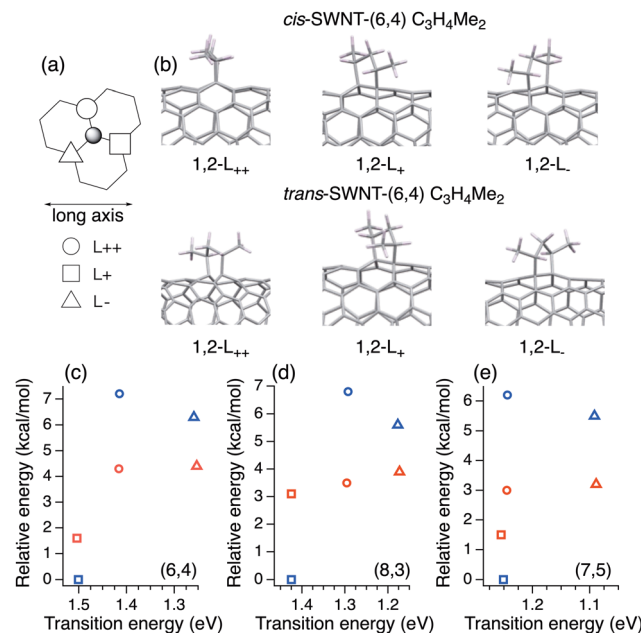 cis-SWNT-(6,4) C₃H₄Me₂
(a)
(b)
1,2-L₊₊
1,2-L₊
1,2-L₋
long axis
trans-SWNT-(6,4) C₃H₄Me₂
L++
L+
L-
1,2-L₊₊
1,2-L₊
1,2-L₋
(c)
Relative energy (kcal/mol)
7
6
5
4
3
2
1
0
(6,4)
1.5
1.4
1.3
Transition energy (eV)
(d)
Relative energy (kcal/mol)
7
6
5
4
3
2
1
0
(8,3)
1.4
1.3
1.2
Transition energy (eV)
(e)
Relative energy (kcal/mol)
6
5
4
3
2
1
0
(7,5)
1.2
1.1
Transition energy (eV)